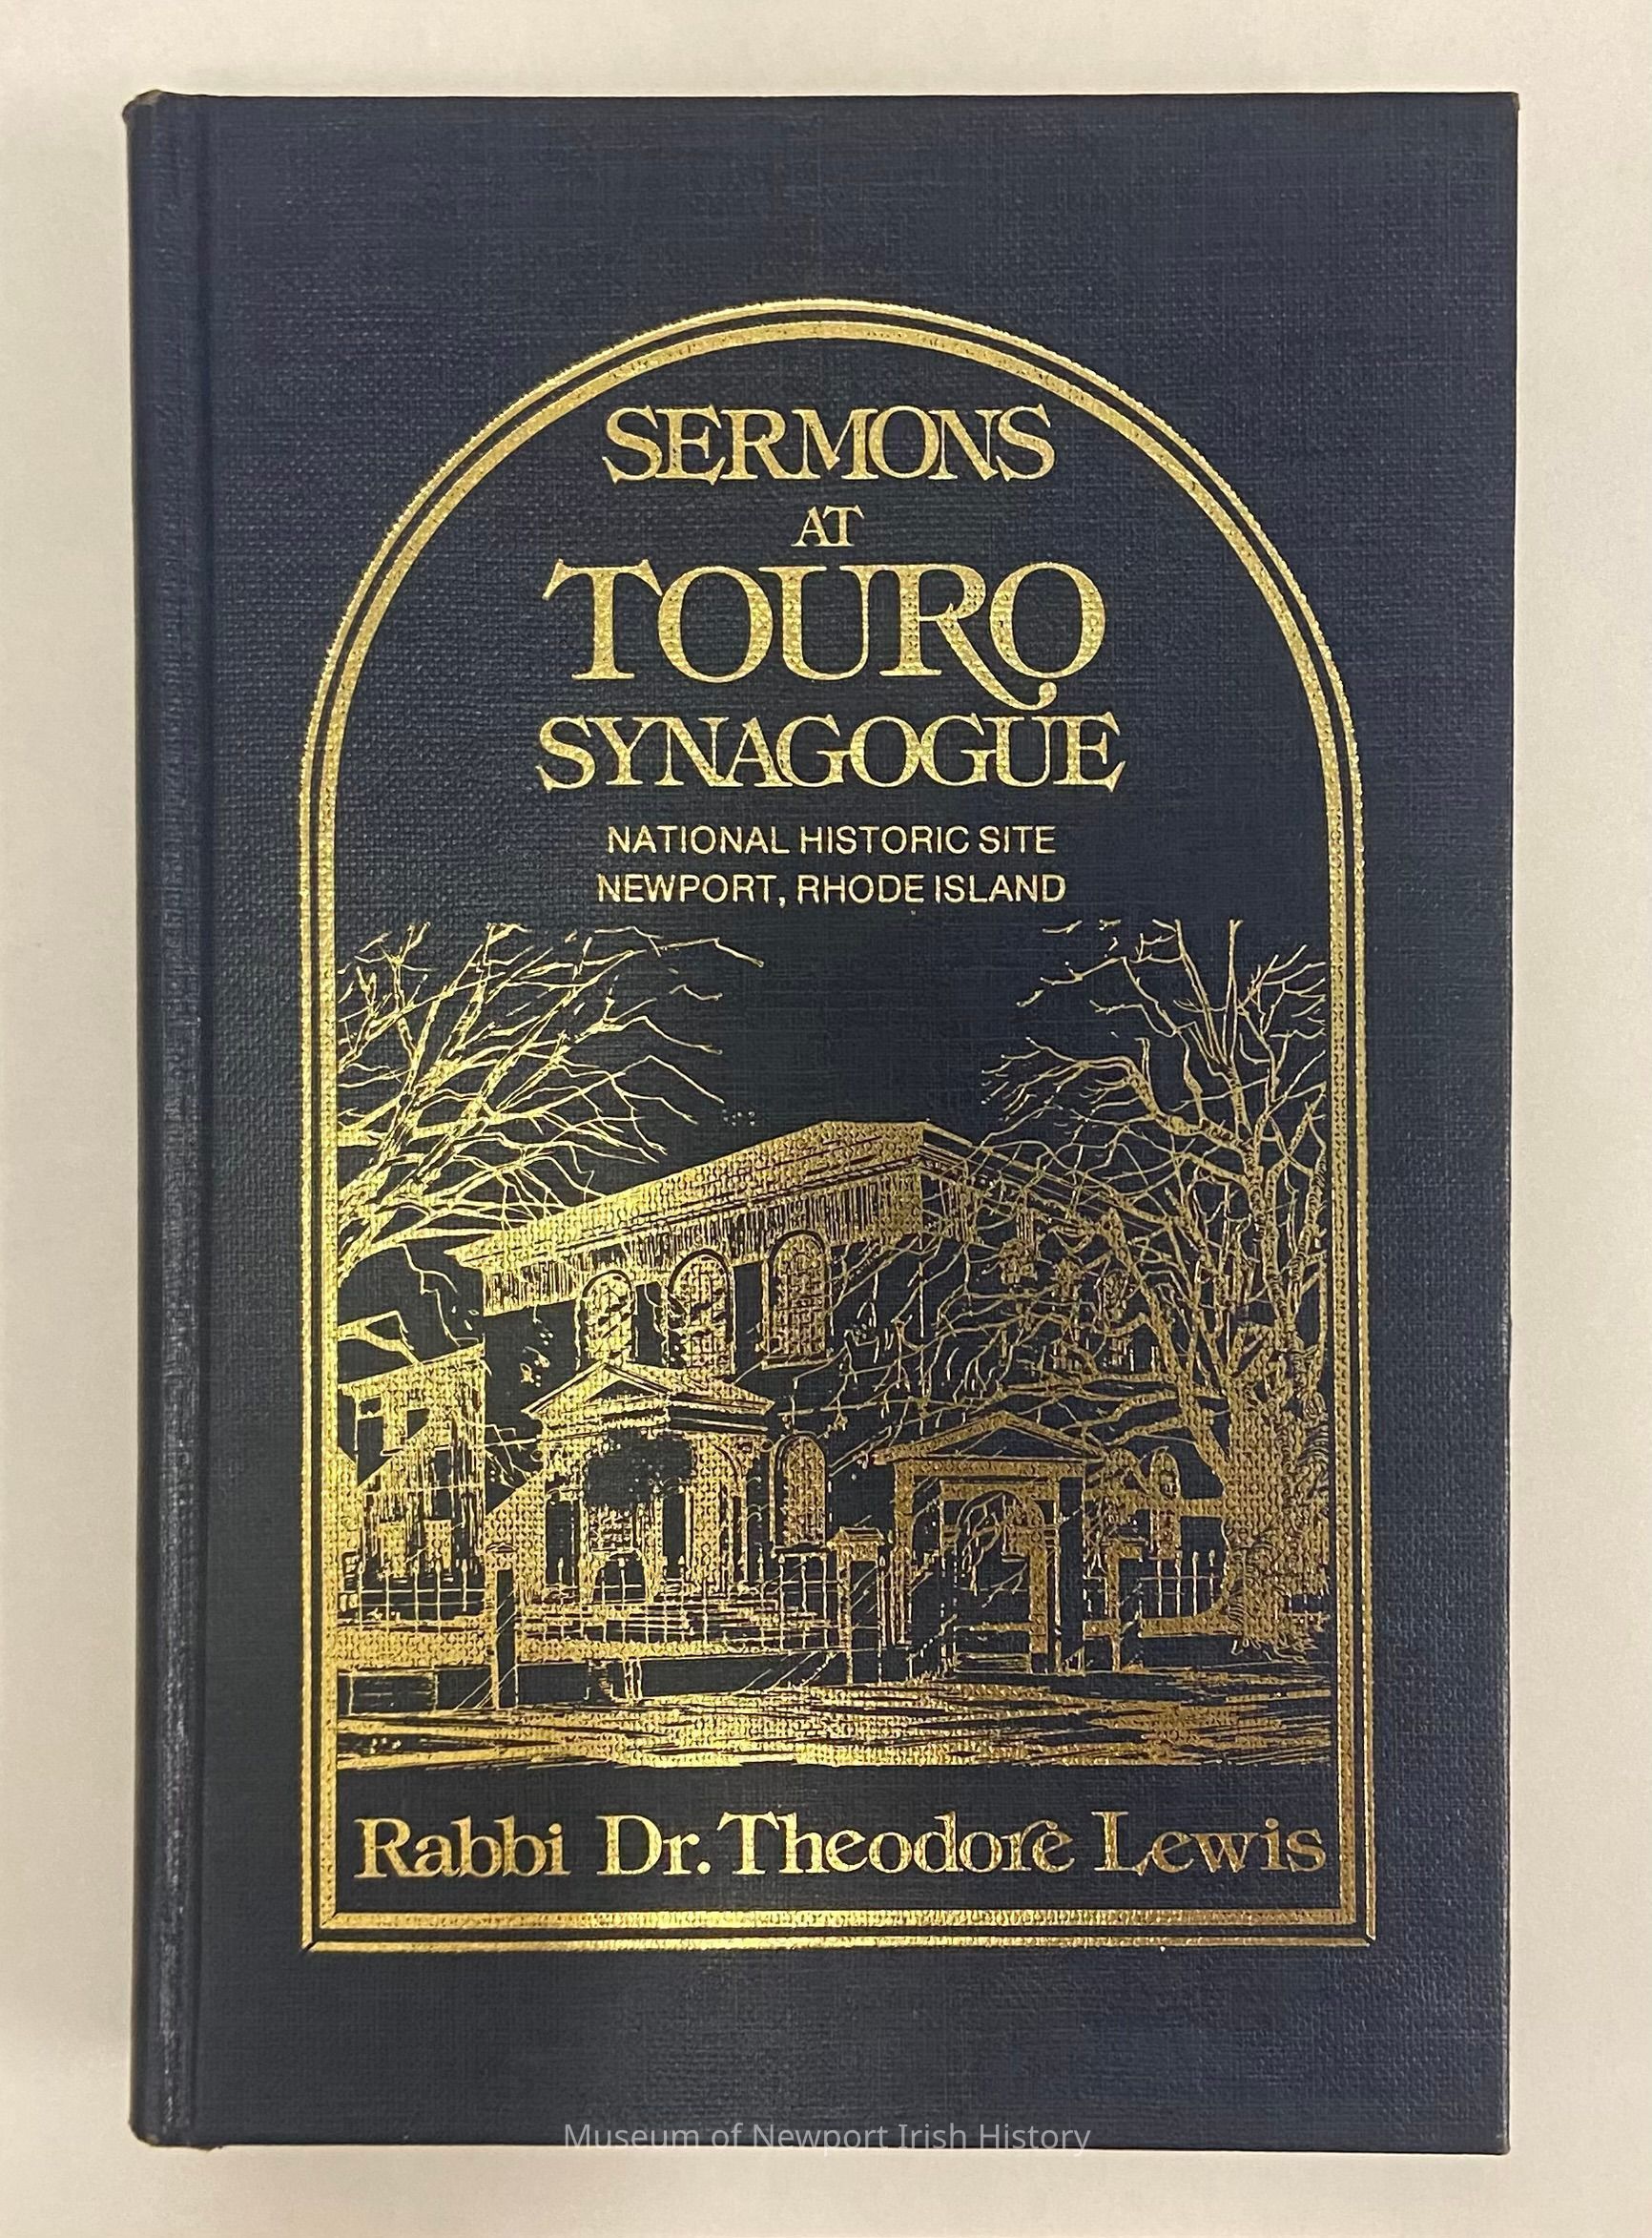 SERMONS
AT
TOURO
SYNAGOGUE
NATIONAL HISTORIC SITE
NEWPORT, RHODE ISLAND
Rabbi Dr. Theodore Lewis
Museum of Newport Irish History